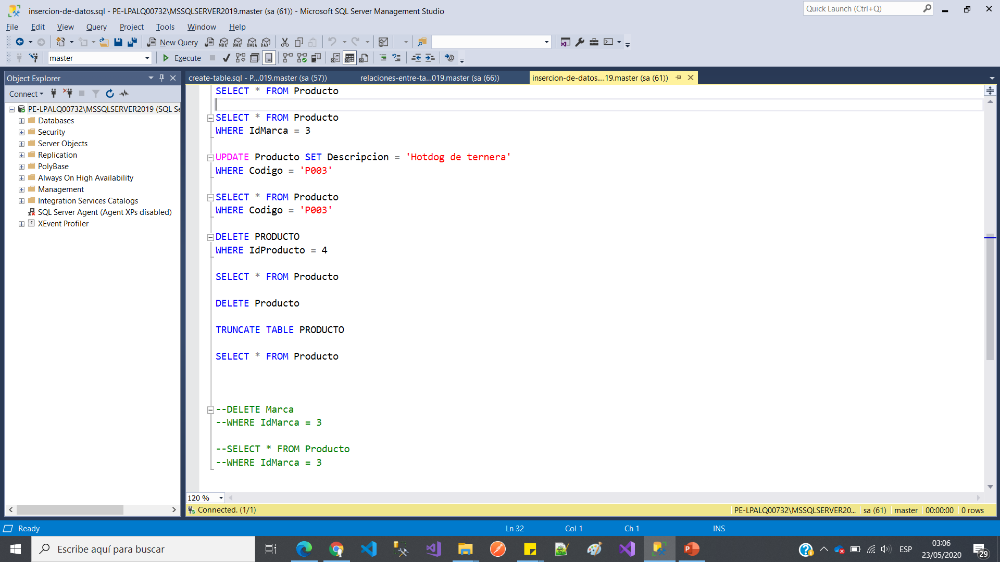 insercion-de-datos.sql - PE-LPALQ00732\MSSQLSERVER2019.master (sa (61)) - Microsoft SQL Server Management Studio
Quick Launch (Ctrl+Q)
File Edit View Query Project Tools Window Help
New Query
MDX DMX XMLA DAX
master
Execute
Object Explorer
create-table.sql - P...019.master (sa (57))
relaciones-entre-ta...019.master (sa (66))
insercion-de-datos....19.master (sa (61))
Connect
PE-LPALQ00732\MSSQLSERVER2019 (SQL Se
Databases
Security
Server Objects
Replication
PolyBase
Always On High Availability
Management
Integration Services Catalogs
SQL Server Agent (Agent XPs disabled)
XEvent Profiler
SELECT * FROM Producto
SELECT * FROM Producto
WHERE IdMarca = 3
UPDATE Producto SET Descripcion = 'Hotdog de ternera'
WHERE Codigo = 'P003'
SELECT * FROM Producto
WHERE Codigo = 'P003'
DELETE PRODUCTO
WHERE IdProducto = 4
SELECT * FROM Producto
DELETE Producto
TRUNCATE TABLE PRODUCTO
SELECT * FROM Producto
--DELETE Marca
--WHERE IdMarca = 3
--SELECT * FROM Producto
--WHERE IdMarca = 3
120 %
Connected. (1/1)
PE-LPALQ00732\MSSQLSERVER20... sa (61) master 00:00:00 0 rows
Ready
Ln 32 Col 1 Ch 1 INS
Escribe aquí para buscar
ESP
03:06
23/05/2020
29